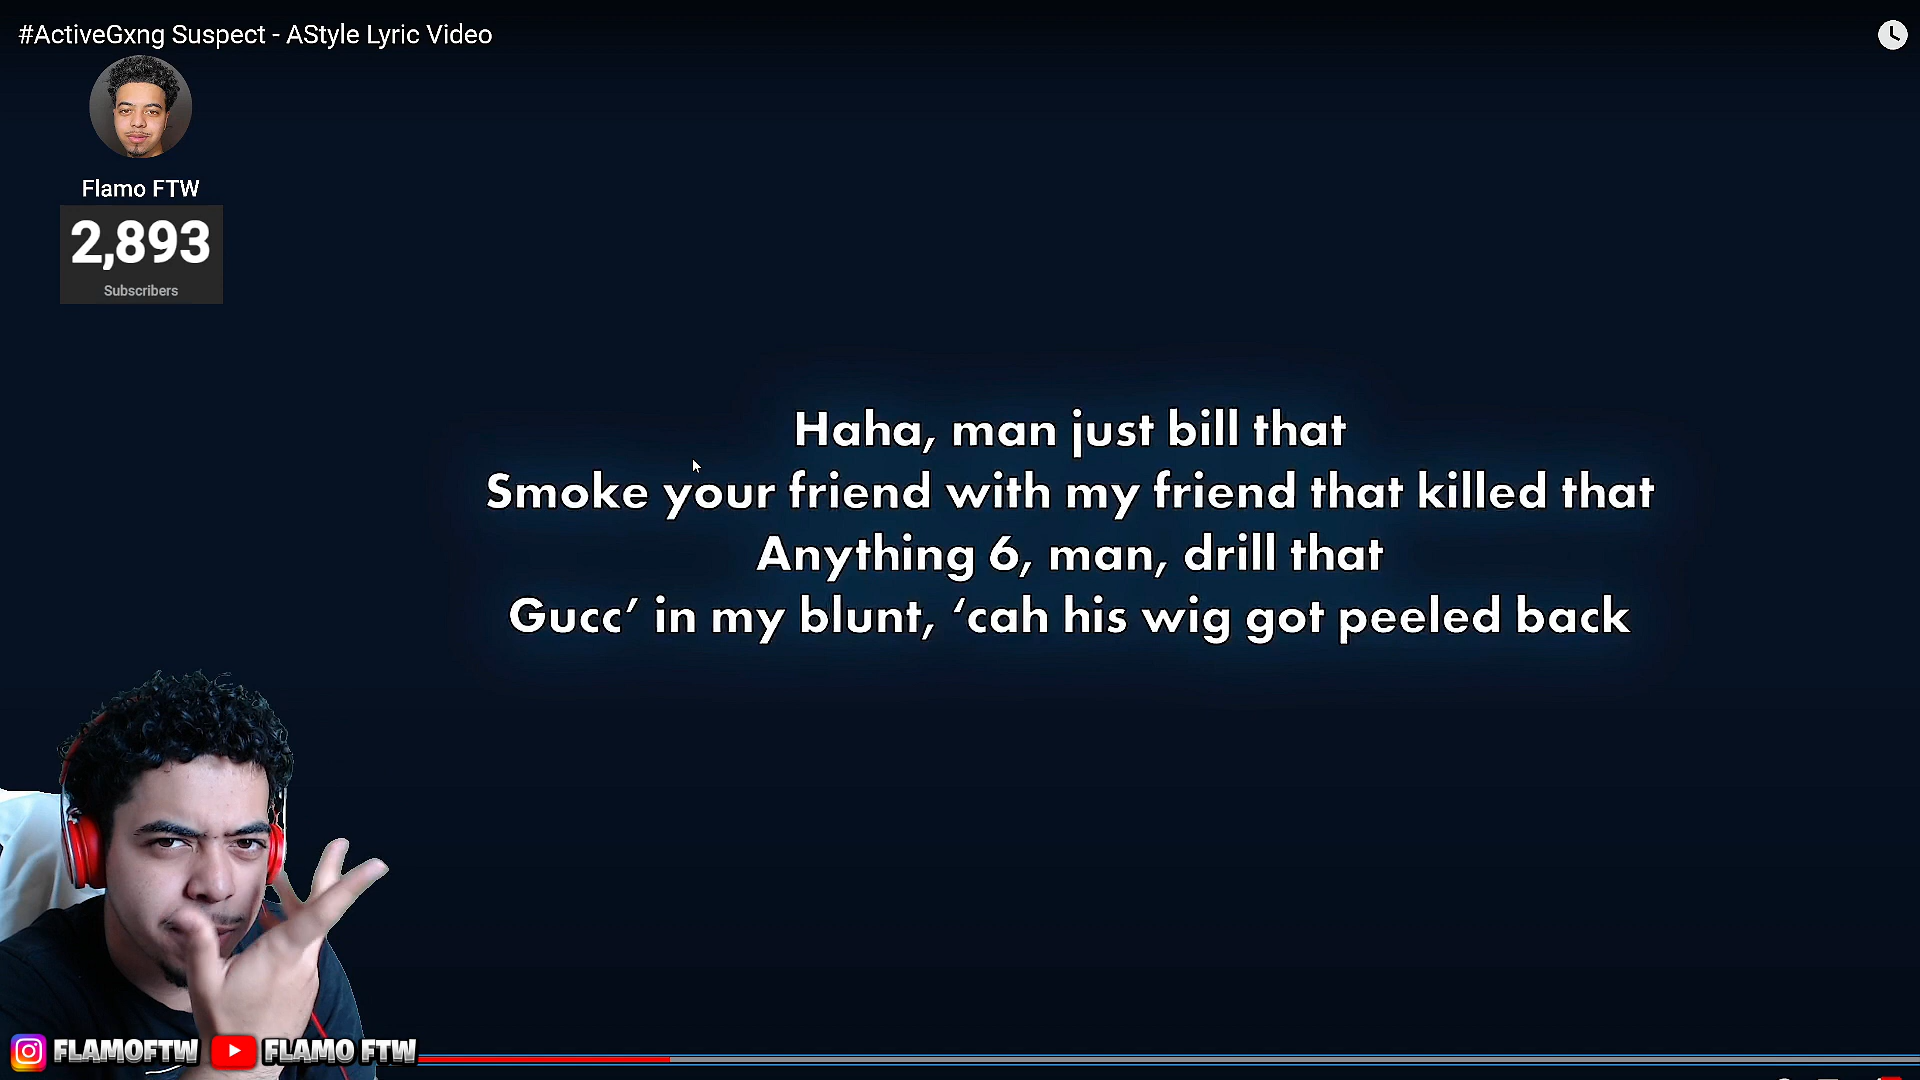 #ActiveGxng Suspect - AStyle Lyric Video
Flamo FTW
2,893
Subscribers
Haha, man just bill that
Smoke your friend with my friend that killed that
Anything 6, man, drill that
Gucc’ in my blunt, ‘cah his wig got peeled back
FLAMOFTW FLAMO FTW